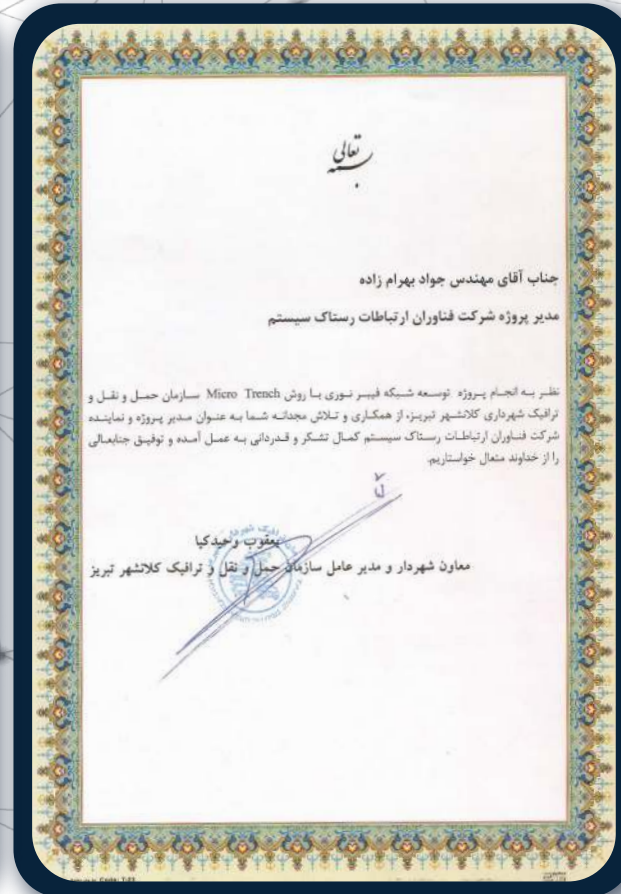 بسمه تعالی
جناب آقای مهندس جواد بهرام زاده
مدیر پروژه شرکت فناوران ارتباطات رستاک سیستم
نظر به انجام پروژه توسعه شبکه فیبر نوری با روش Micro Trench سازمان حمل و نقل و
ترافیک شهرداری کلانشهر تبریز، از همکاری و تلاش مجدانه شما به عنوان مدیر پروژه و نماینده
شرکت فناوران ارتباطات رستاک سیستم کمال تشکر و قدردانی به عمل آمده و توفیق جنابعالی
را از خداوند متعال خواستاریم.
یعقوب وحیدکیا
معاون شهردار و مدیر عامل سازمان حمل و نقل و ترافیک کلانشهر تبریز